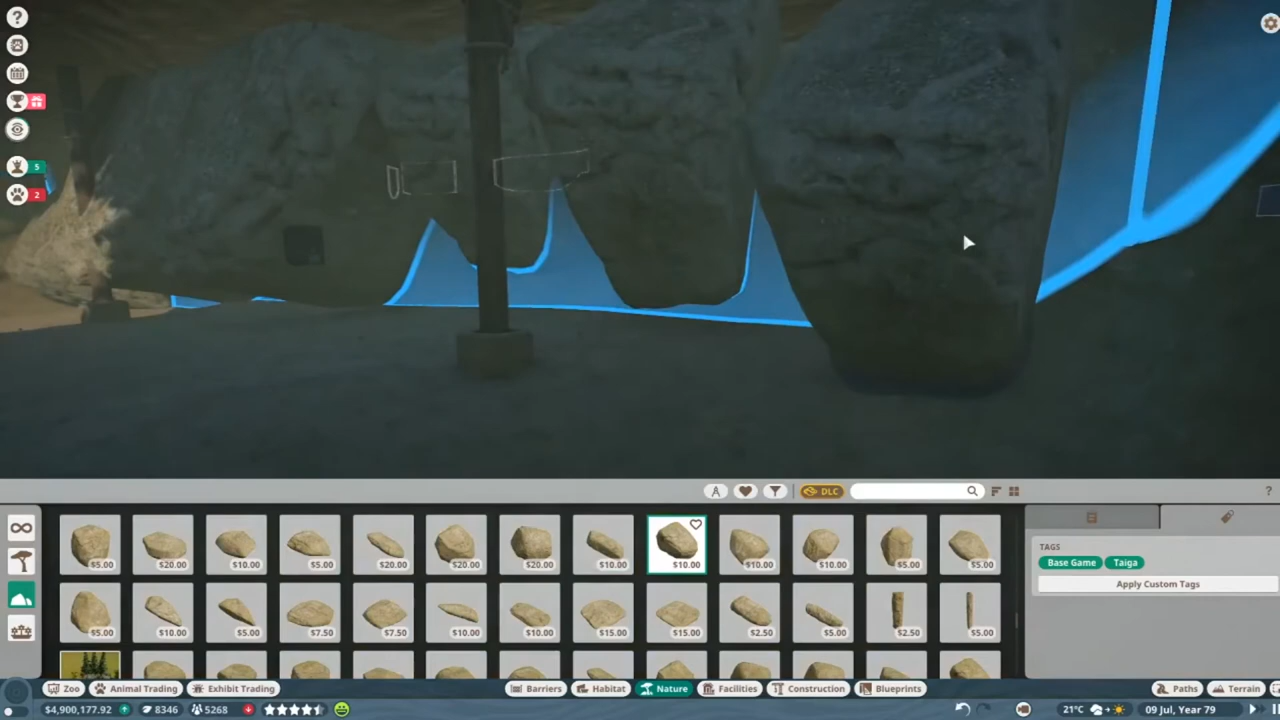 ?
5
2
DLC
?
$5.00 $20.00 $10.00 $5.00 $20.00 $20.00 $20.00 $10.00 $10.00 $10.00 $10.00 $5.00 $5.00
TAGS
Base Game Taiga
Apply Custom Tags
$5.00 $10.00 $5.00 $7.50 $7.50 $10.00 $10.00 $15.00 $15.00 $2.50 $5.00 $2.50 $5.00
Zoo Animal Trading Exhibit Trading Barriers Habitat Nature Facilities Construction Blueprints Paths Terrain
$4,900,177.92 8346 5268 21°C 09 Jul, Year 79